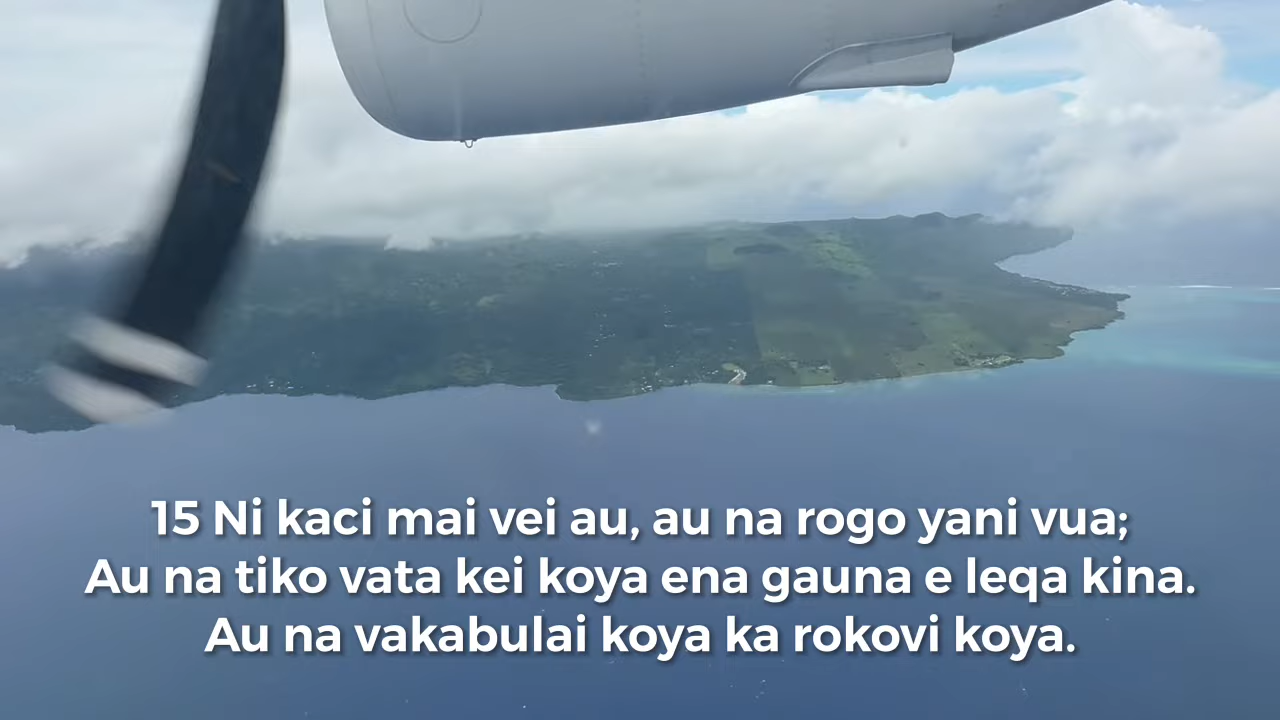 15 Ni kaci mai vei au, au na rogo yani vua;
Au na tiko vata kei koya ena gauna e leqa kina.
Au na vakabulai koya ka rokovi koya.